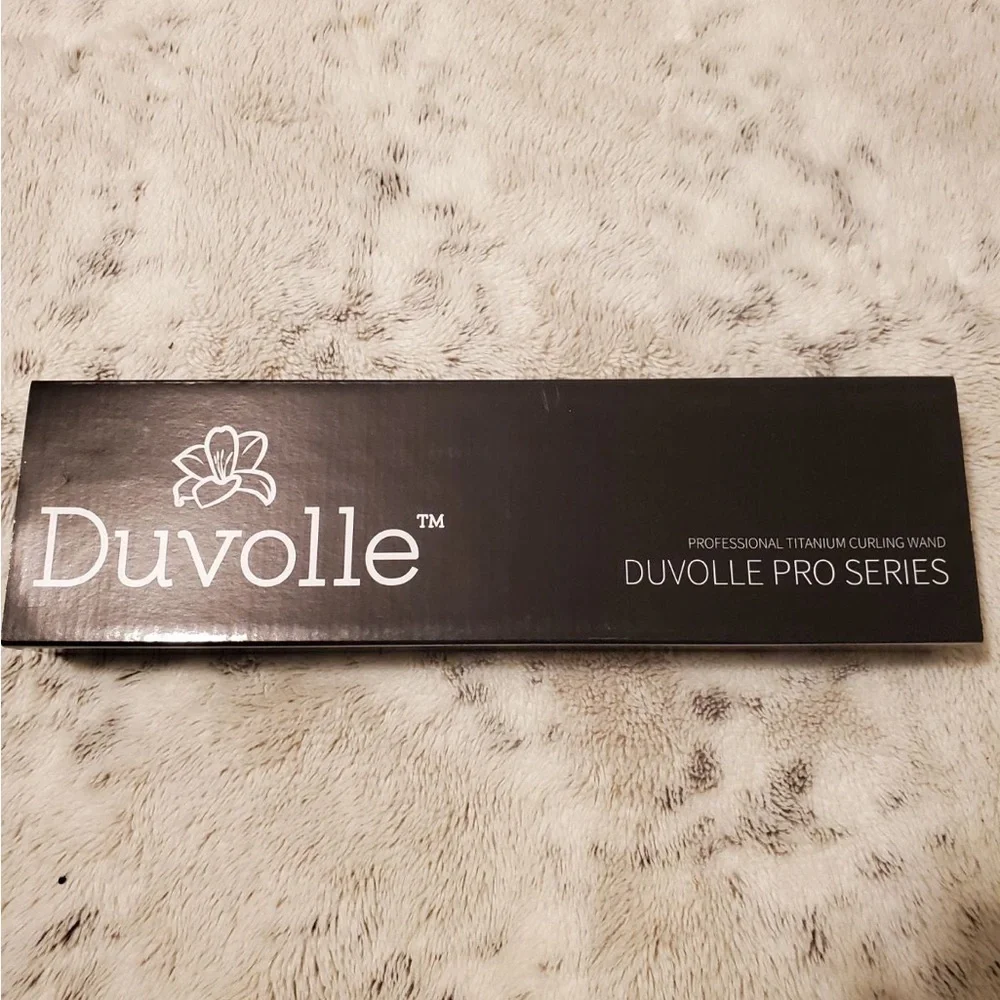 Duvolle™
PROFESSIONAL TITANIUM CURLING WAND
DUVOLLE PRO SERIES